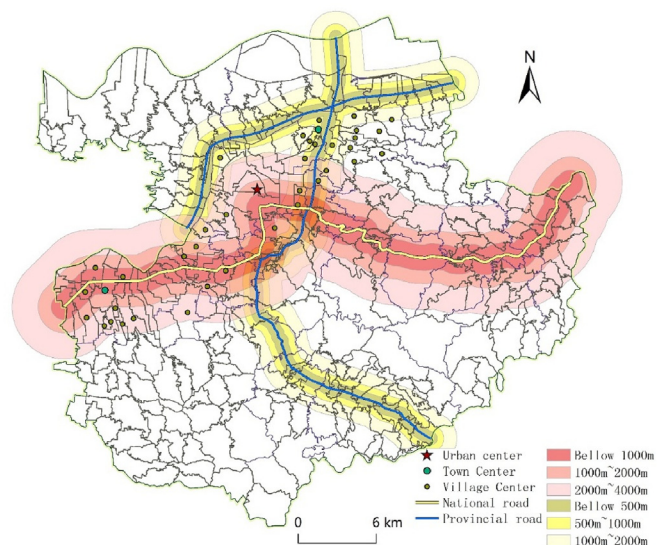 N
Urban center
Town Center
Village Center
National road
Provincial road
Bellow 1000m
1000m~2000m
2000m~4000m
Bellow 500m
500m~1000m
1000m~2000m
0 6 km